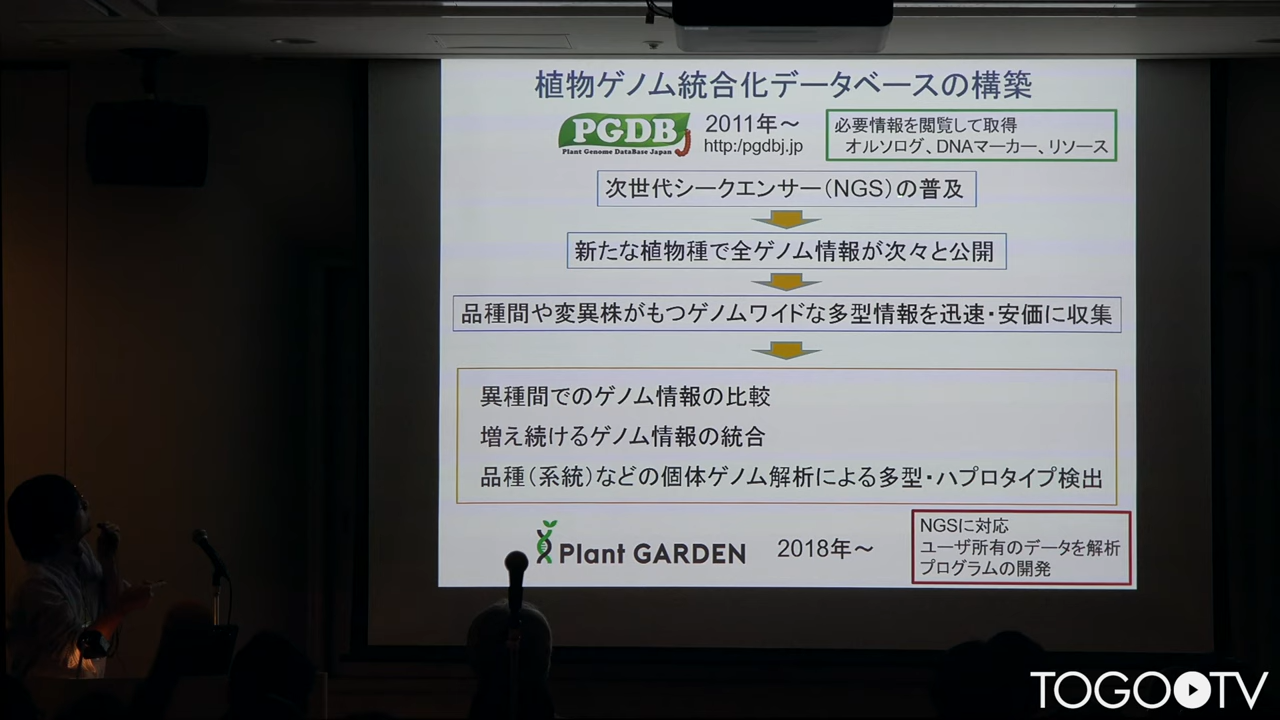 植物ゲノム統合化データベースの構築
PGDBj
Plant Genome DataBase Japan
2011年～
http:/pgdbj.jp
必要情報を閲覧して取得
オルソログ、DNAマーカー、リソース
次世代シークエンサー(NGS)の普及
新たな植物種で全ゲノム情報が次々と公開
品種間や変異株がもつゲノムワイドな多型情報を迅速・安価に収集
異種間でのゲノム情報の比較
増え続けるゲノム情報の統合
品種(系統)などの個体ゲノム解析による多型・ハプロタイプ検出
Plant GARDEN
2018年～
NGSに対応
ユーザ所有のデータを解析
プログラムの開発
TOGO TV